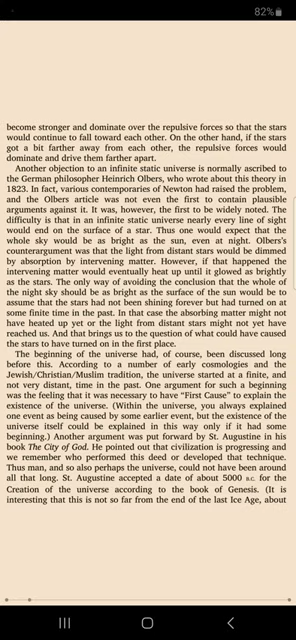 82%
become stronger and dominate over the repulsive forces so that the stars
would continue to fall toward each other. On the other hand, if the stars
got a bit farther away from each other, the repulsive forces would
dominate and drive them farther apart.
Another objection to an infinite static universe is normally ascribed to
the German philosopher Heinrich Olbers, who wrote about this theory in
1823. In fact, various contemporaries of Newton had raised the problem,
and the Olbers article was not even the first to contain plausible
arguments against it. It was, however, the first to be widely noted. The
difficulty is that in an infinite static universe nearly every line of sight
would end on the surface of a star. Thus one would expect that the
whole sky would be as bright as the sun, even at night. Olbers's
counterargument was that the light from distant stars would be dimmed
by absorption by intervening matter. However, if that happened the
intervening matter would eventually heat up until it glowed as brightly
as the stars. The only way of avoiding the conclusion that the whole of
the night sky should be as bright as the surface of the sun would be to
assume that the stars had not been shining forever but had turned on at
some finite time in the past. In that case the absorbing matter might not
have heated up yet or the light from distant stars might not yet have
reached us. And that brings us to the question of what could have caused
the stars to have turned on in the first place.
The beginning of the universe had, of course, been discussed long
before this. According to a number of early cosmologies and the
Jewish/Christian/Muslim tradition, the universe started at a finite, and
not very distant, time in the past. One argument for such a beginning
was the feeling that it was necessary to have “First Cause” to explain the
existence of the universe. (Within the universe, you always explained
one event as being caused by some earlier event, but the existence of the
universe itself could be explained in this way only if it had some
beginning.) Another argument was put forward by St. Augustine in his
book The City of God. He pointed out that civilization is progressing and
we remember who performed this deed or developed that technique.
Thus man, and so also perhaps the universe, could not have been around
all that long. St. Augustine accepted a date of about 5000 B.C. for the
Creation of the universe according to the book of Genesis. (It is
interesting that this is not so far from the end of the last Ice Age, about